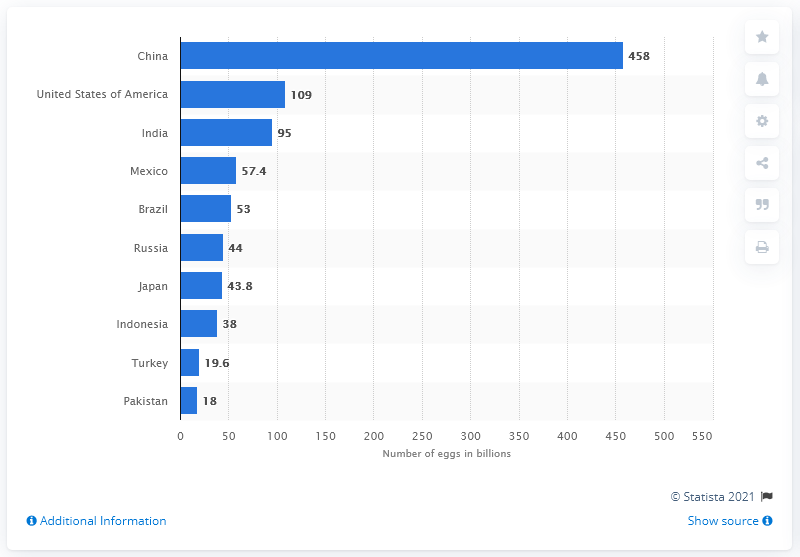 China 458
United States of America 109
India 95
Mexico 57.4
Brazil 53
Russia 44
Japan 43.8
Indonesia 38
Turkey 19.6
Pakistan 18
0 50 100 150 200 250 300 350 400 450 500 550
Number of eggs in billions
© Statista 2021
Additional Information
Show source